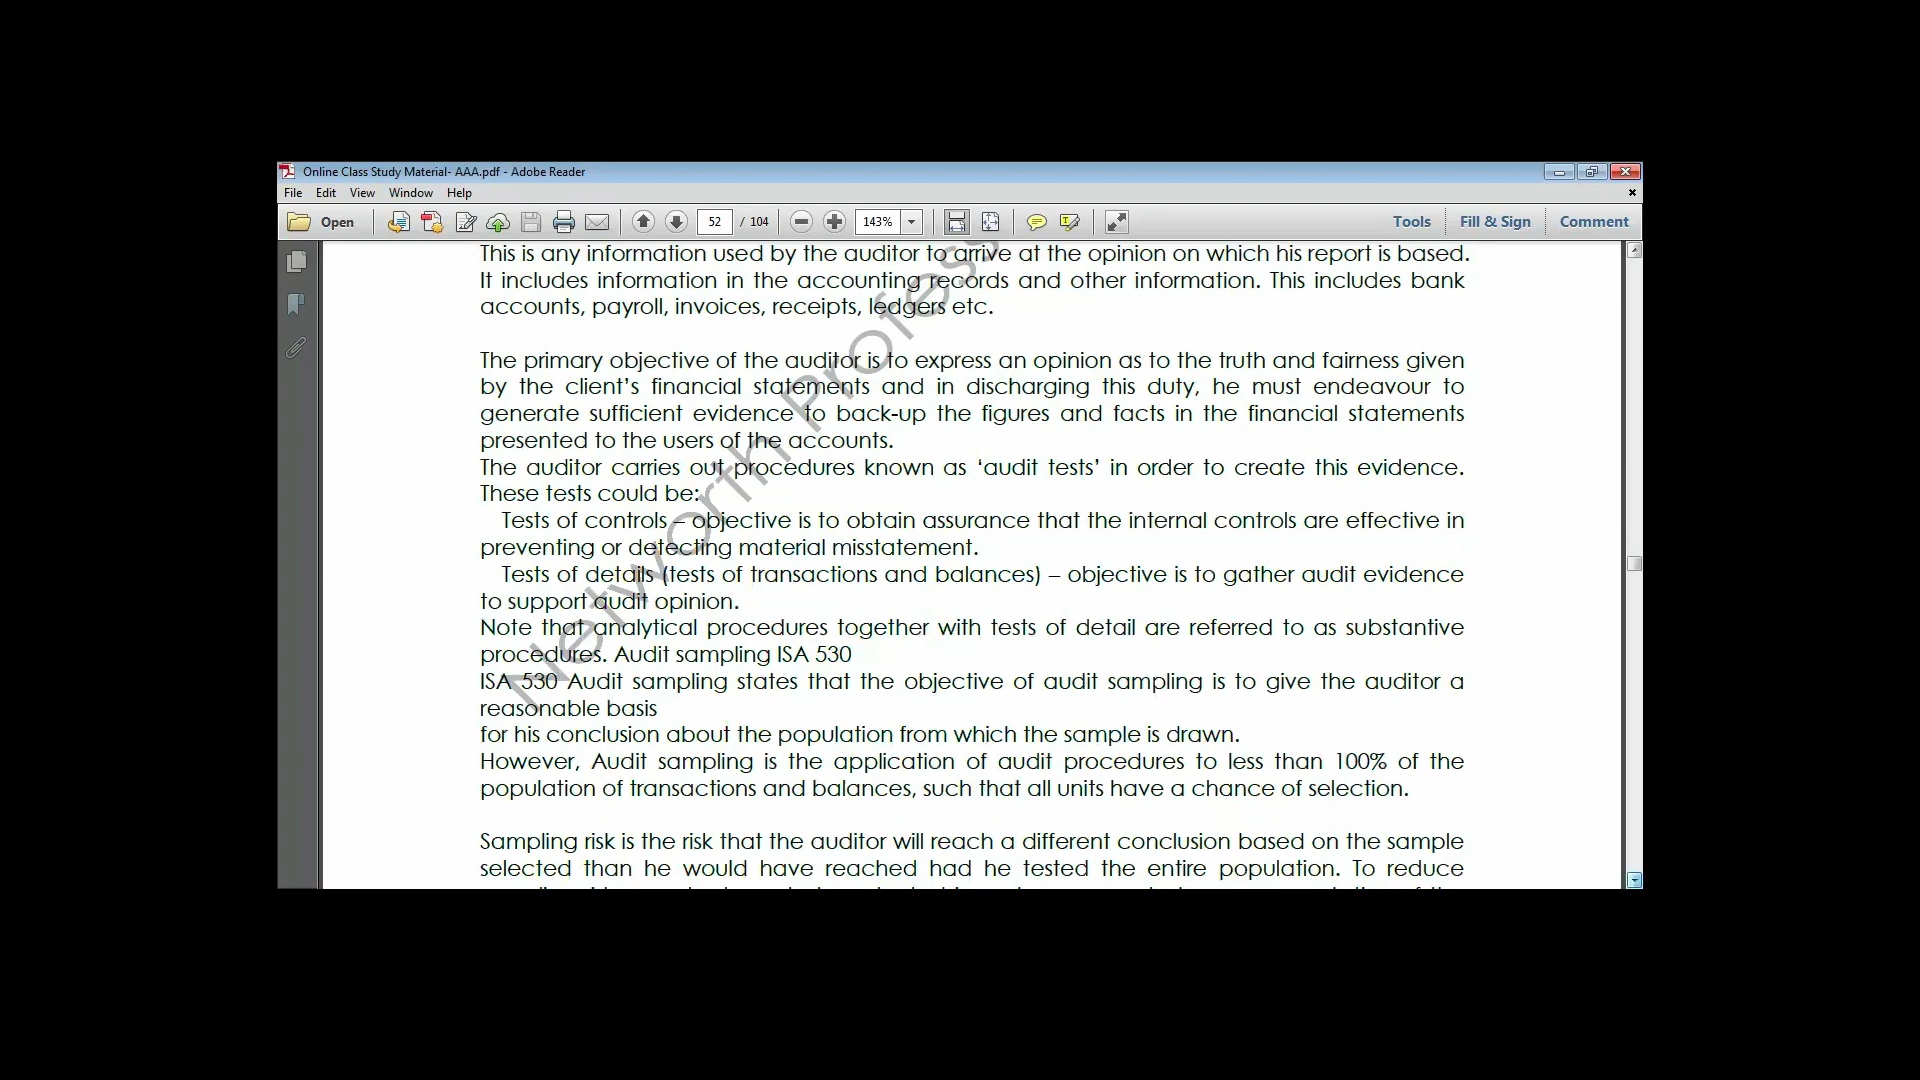 Online Class Study Material- AAA.pdf - Adobe Reader
File Edit View Window Help
Open 52 / 104 143% Tools Fill & Sign Comment
This is any information used by the auditor to arrive at the opinion on which his report is based.
It includes information in the accounting records and other information. This includes bank
accounts, payroll, invoices, receipts, ledgers etc.
The primary objective of the auditor is to express an opinion as to the truth and fairness given
by the client’s financial statements and in discharging this duty, he must endeavour to
generate sufficient evidence to back-up the figures and facts in the financial statements
presented to the users of the accounts.
The auditor carries out procedures known as ‘audit tests’ in order to create this evidence.
These tests could be:
Tests of controls – objective is to obtain assurance that the internal controls are effective in
preventing or detecting material misstatement.
Tests of details (tests of transactions and balances) – objective is to gather audit evidence
to support audit opinion.
Note that analytical procedures together with tests of detail are referred to as substantive
procedures. Audit sampling ISA 530
ISA 530 Audit sampling states that the objective of audit sampling is to give the auditor a
reasonable basis
for his conclusion about the population from which the sample is drawn.
However, Audit sampling is the application of audit procedures to less than 100% of the
population of transactions and balances, such that all units have a chance of selection.
Sampling risk is the risk that the auditor will reach a different conclusion based on the sample
selected than he would have reached had he tested the entire population. To reduce
Networth Profess